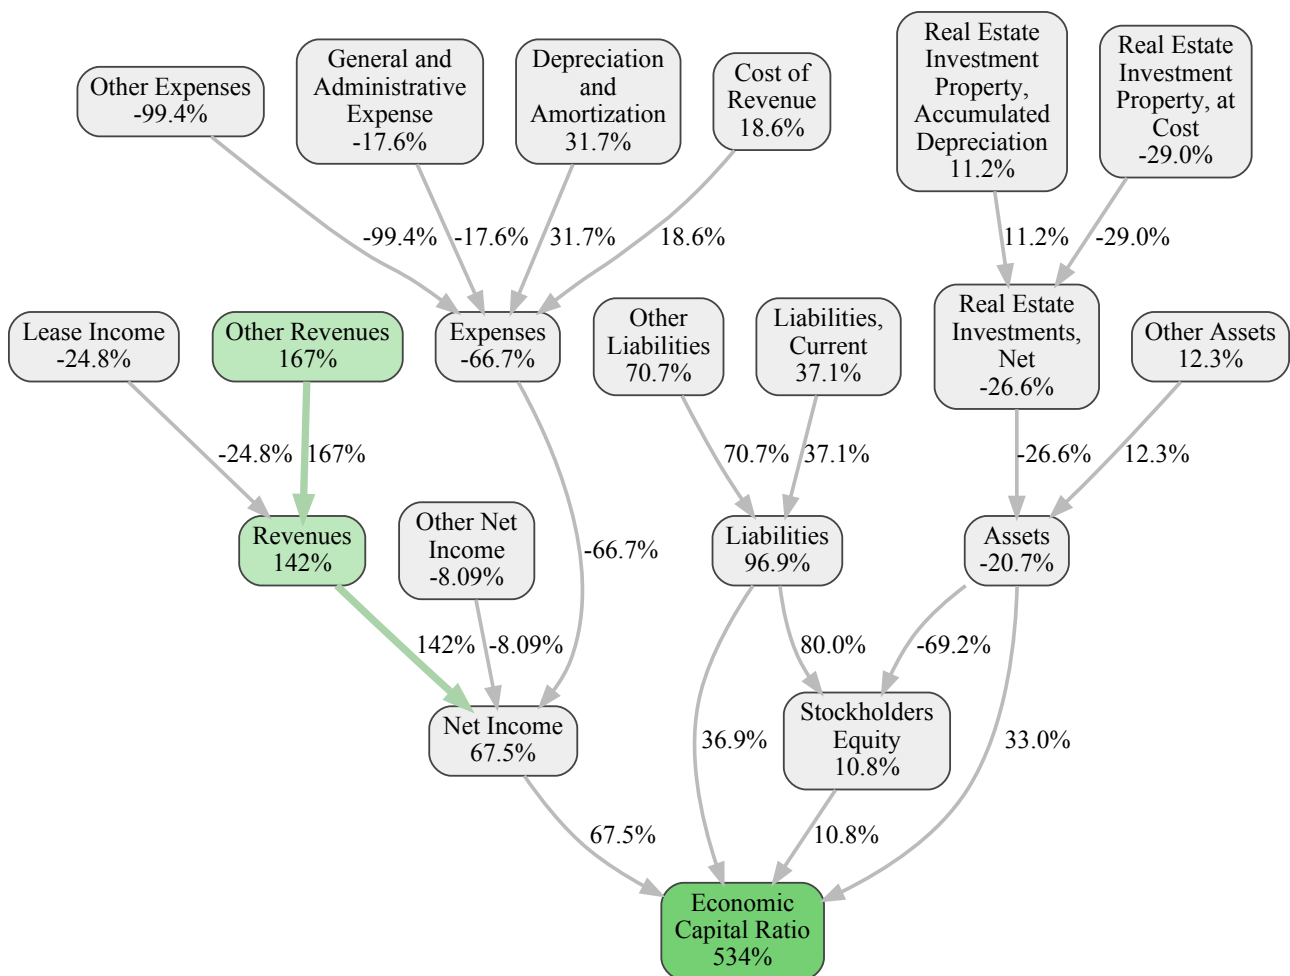 Real Estate
Investment
Property,
Accumulated
Depreciation
11.2%
Real Estate
Investment
Property, at
Cost
-29.0%
General and
Administrative
Expense
-17.6%
Depreciation
and
Amortization
31.7%
Cost of
Revenue
18.6%
Other Expenses
-99.4%
-99.4%
-17.6%
31.7%
18.6%
11.2%
-29.0%
Lease Income
-24.8%
Other Revenues
167%
Expenses
-66.7%
Other
Liabilities
70.7%
Liabilities,
Current
37.1%
Real Estate
Investments,
Net
-26.6%
Other Assets
12.3%
-24.8%
167%
70.7%
37.1%
-26.6%
12.3%
Revenues
142%
Other Net
Income
-8.09%
-66.7%
Liabilities
96.9%
Assets
-20.7%
142%
-8.09%
80.0%
-69.2%
Net Income
67.5%
36.9%
Stockholders
Equity
10.8%
33.0%
67.5%
10.8%
Economic
Capital Ratio
534%